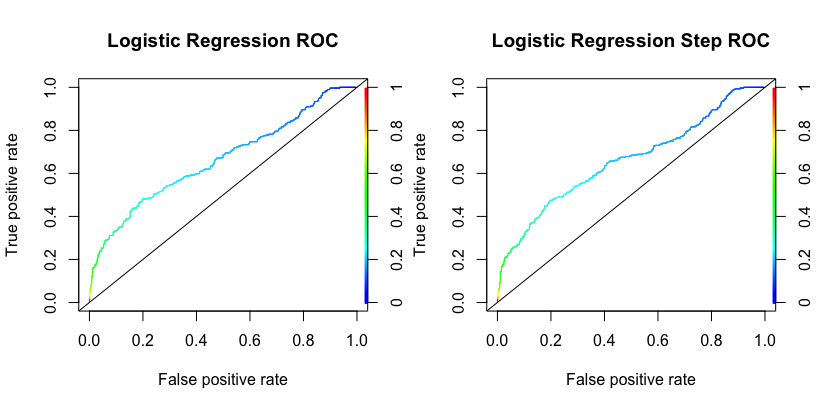 Logistic Regression ROC
True positive rate
0.0 0.2 0.4 0.6 0.8 1.0
0 0.2 0.4 0.6 0.8 1
0.0 0.2 0.4 0.6 0.8 1.0
False positive rate
Logistic Regression Step ROC
True positive rate
0.0 0.2 0.4 0.6 0.8 1.0
0 0.2 0.4 0.6 0.8 1
0.0 0.2 0.4 0.6 0.8 1.0
False positive rate